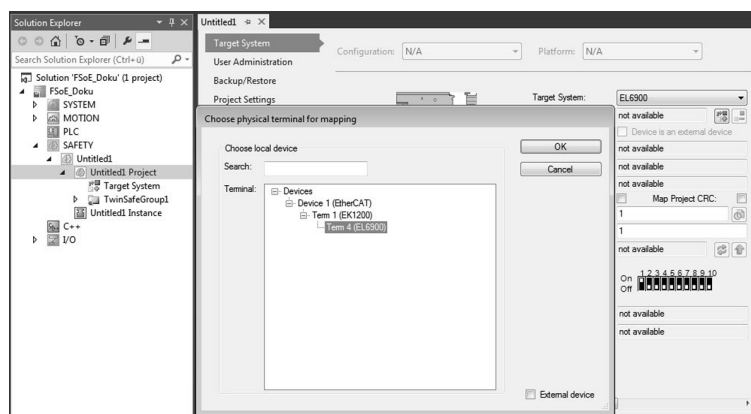 Solution Explorer
Search Solution Explorer (Ctrl+ü)
Solution 'FSoE_Doku' (1 project)
FSoE_Doku
SYSTEM
MOTION
PLC
SAFETY
Untitled1
Untitled1 Project
Target System
TwinSafeGroup1
Untitled1 Instance
C++
I/O
Untitled1
Target System
User Administration
Backup/Restore
Project Settings
Configuration: N/A
Platform: N/A
Target System: EL6900
not available
Device is an external device
not available
not available
not available
Map Project CRC:
1
1
not available
1 2 3 4 5 6 7 8 9 10
On
Off
not available
not available
Choose physical terminal for mapping
Choose local device
Search:
Terminal:
Devices
Device 1 (EtherCAT)
Term 1 (EK1200)
Term 4 (EL6900)
OK
Cancel
External device